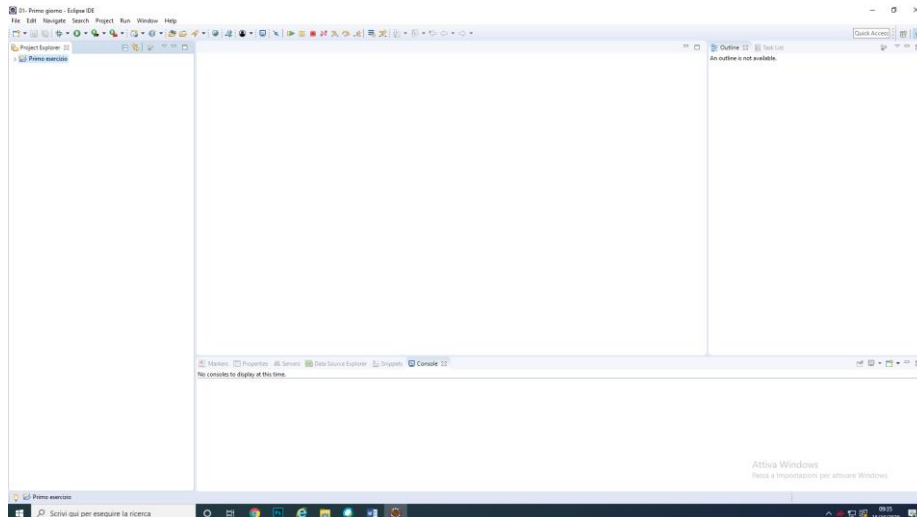 01- Primo giorno - Eclipse IDE
File Edit Navigate Search Project Run Window Help
Quick Access
Project Explorer
Primo esercizio
Outline Task List
An outline is not available.
Markers Properties Servers Data Source Explorer Snippets Console
No consoles to display at this time.
Attiva Windows
Passa a Impostazioni per attivare Windows.
Primo esercizio
Scrivi qui per eseguire la ricerca
09:35